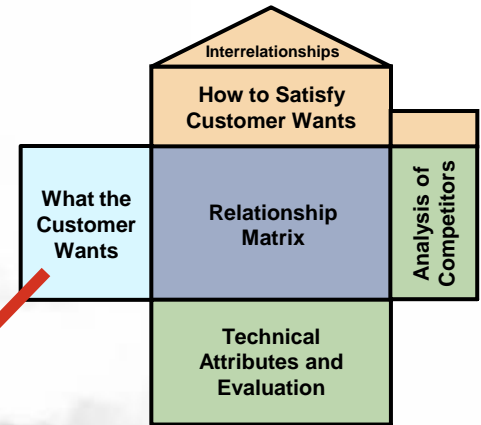 Interrelationships
How to Satisfy
Customer Wants
What the
Customer
Wants
Relationship
Matrix
Analysis of
Competitors
Technical
Attributes and
Evaluation